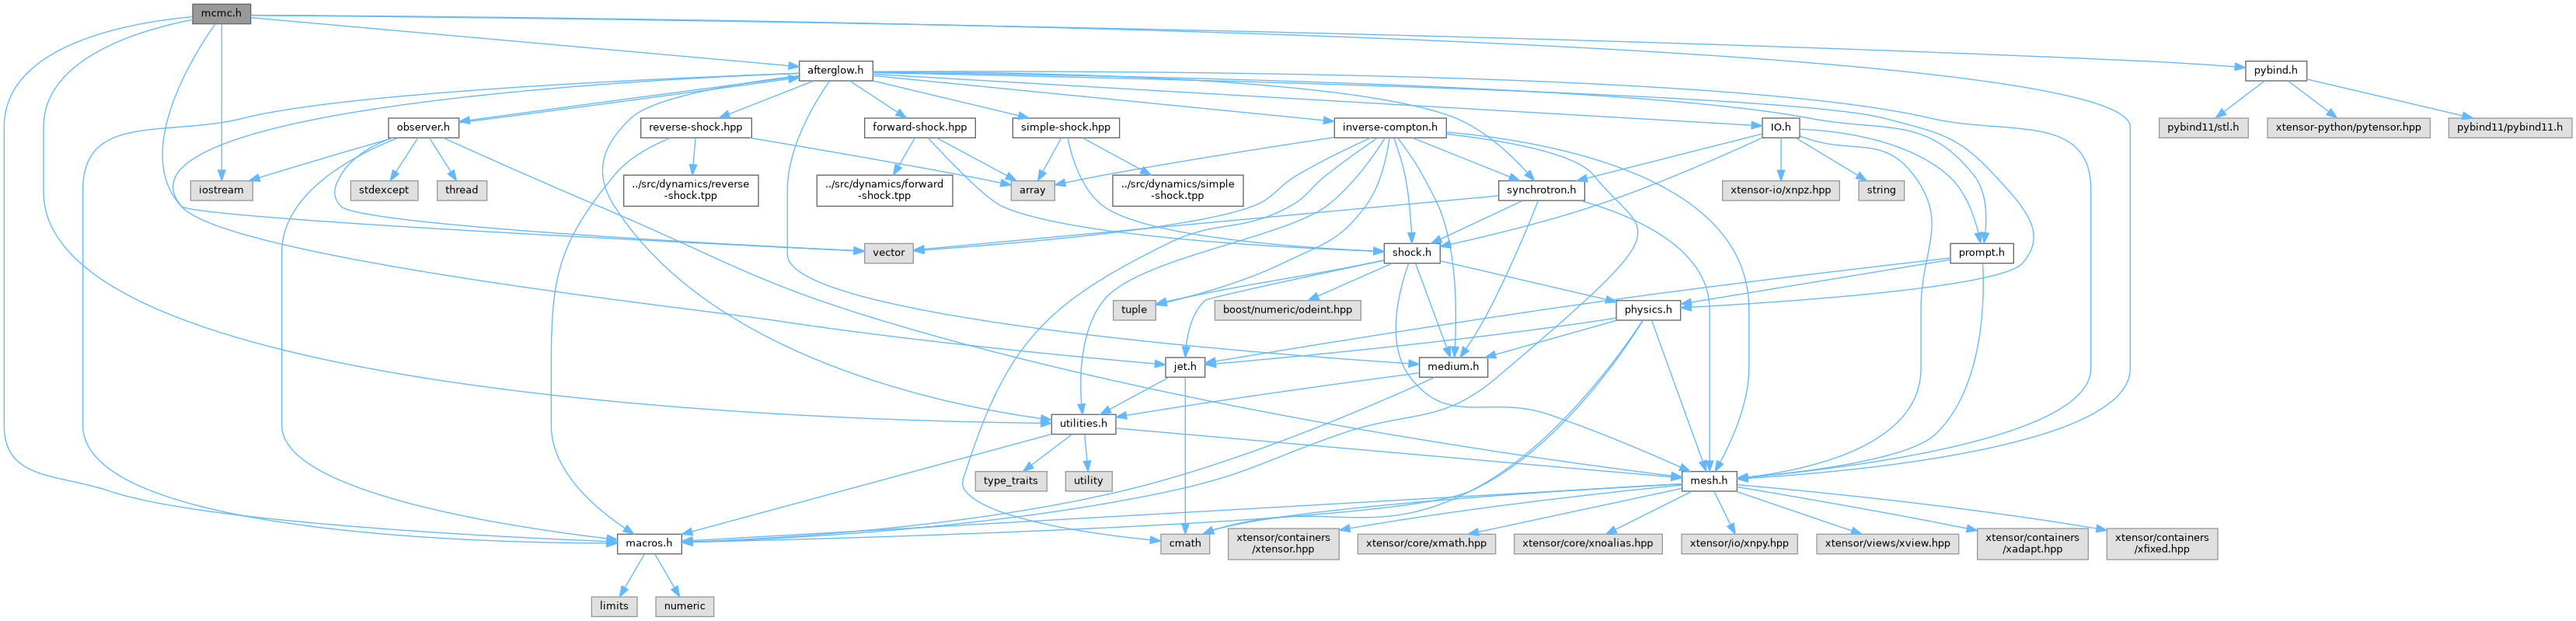 mcmc.h
afterglow.h
pybind.h
observer.h
reverse-shock.hpp
forward-shock.hpp
simple-shock.hpp
inverse-compton.h
IO.h
pybind11/stl.h
xtensor-python/pytensor.hpp
pybind11/pybind11.h
iostream
stdexcept
thread
../src/dynamics/reverse
-shock.tpp
../src/dynamics/forward
-shock.tpp
array
../src/dynamics/simple
-shock.tpp
synchrotron.h
xtensor-io/xnpz.hpp
string
vector
shock.h
prompt.h
tuple
boost/numeric/odeint.hpp
physics.h
jet.h
medium.h
utilities.h
type_traits
utility
mesh.h
macros.h
cmath
xtensor/containers
/xtensor.hpp
xtensor/core/xmath.hpp
xtensor/core/xnoalias.hpp
xtensor/io/xnpy.hpp
xtensor/views/xview.hpp
xtensor/containers
/xadapt.hpp
xtensor/containers
/xfixed.hpp
limits
numeric